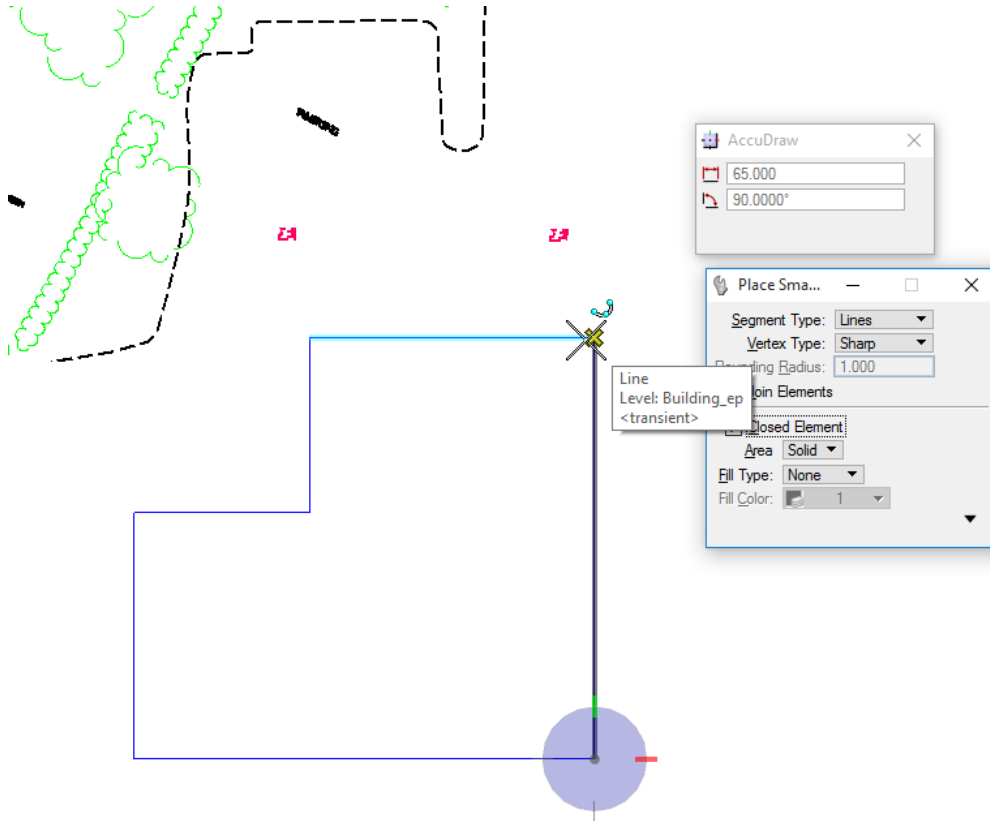 AccuDraw
65.000
90.0000°
Place Sma...
Segment Type: Lines
Vertex Type: Sharp
Rounding Radius: 1.000
Join Elements
Line
Level: Building_ep
<transient>
Closed Element
Area Solid
Fill Type: None
Fill Color: 1